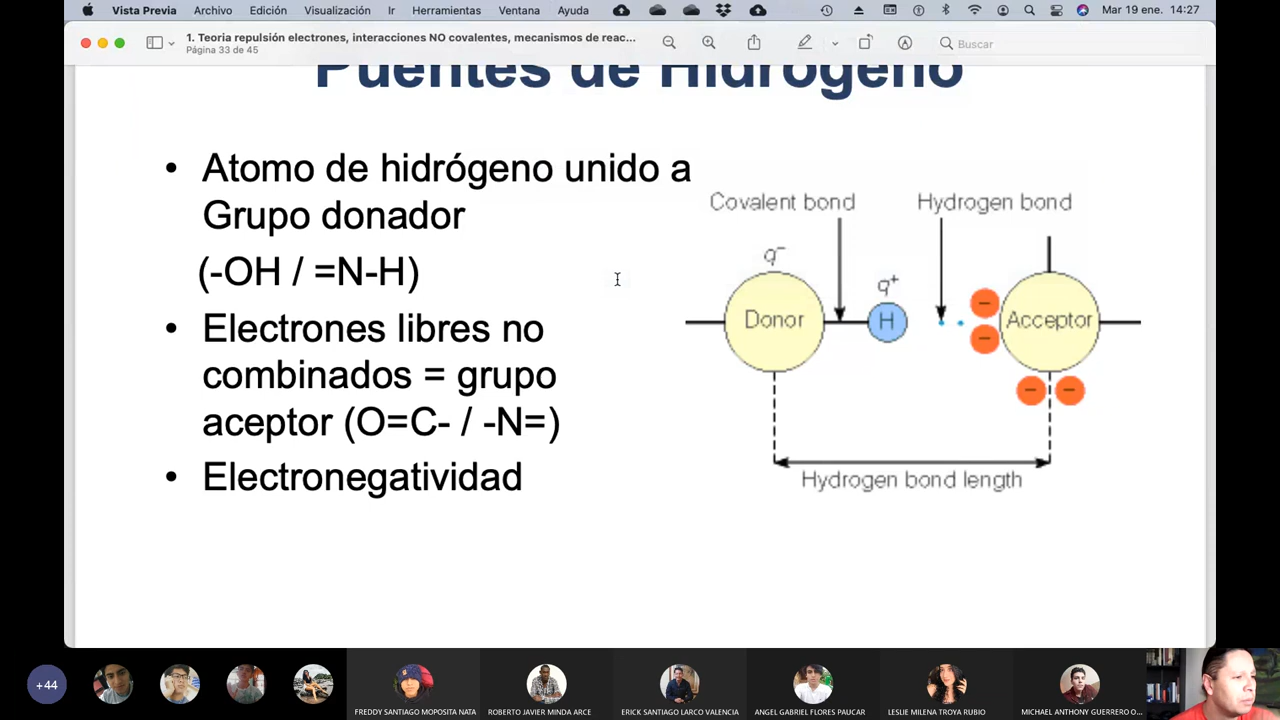 Vista Previa Archivo Edición Visualización Ir Herramientas Ventana Ayuda Mar 19 ene. 14:27
1. Teoria repulsión electrones, interacciones NO covalentes, mecanismos de reac...
Página 33 de 45
Buscar
Puentes de Hidrógeno
• Atomo de hidrógeno unido a
Grupo donador
(-OH / =N-H)
• Electrones libres no
combinados = grupo
aceptor (O=C- / -N=)
• Electronegatividad
Covalent bond
Hydrogen bond
q−
q+
Donor
H
Acceptor
Hydrogen bond length
+44
FREDDY SANTIAGO MOPOSITA NATA
ROBERTO JAVIER MINDA ARCE
ERICK SANTIAGO LARCO VALENCIA
ANGEL GABRIEL FLORES PAUCAR
LESLIE MILENA TROYA RUBIO
MICHAEL ANTHONY GUERRERO O...